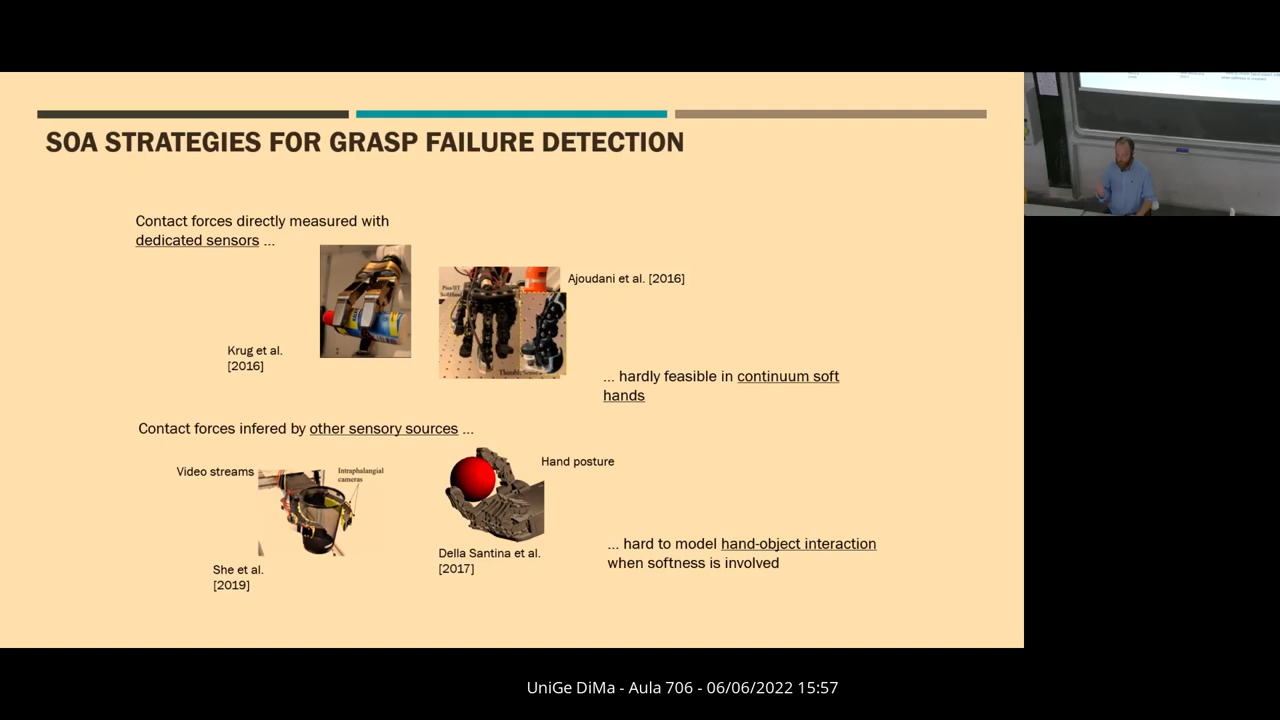 SOA STRATEGIES FOR GRASP FAILURE DETECTION
Contact forces directly measured with
dedicated sensors ...
Ajoudani et al. [2016]
Pisa/IIT
SoftHand
Krug et al.
[2016]
... hardly feasible in continuum soft
hands
Contact forces infered by other sensory sources ...
Video streams
Intraphalangial
cameras
Hand posture
Della Santina et al.
[2017]
... hard to model hand-object interaction
when softness is involved
She et al.
[2019]
UniGe DiMa - Aula 706 - 06/06/2022 15:57